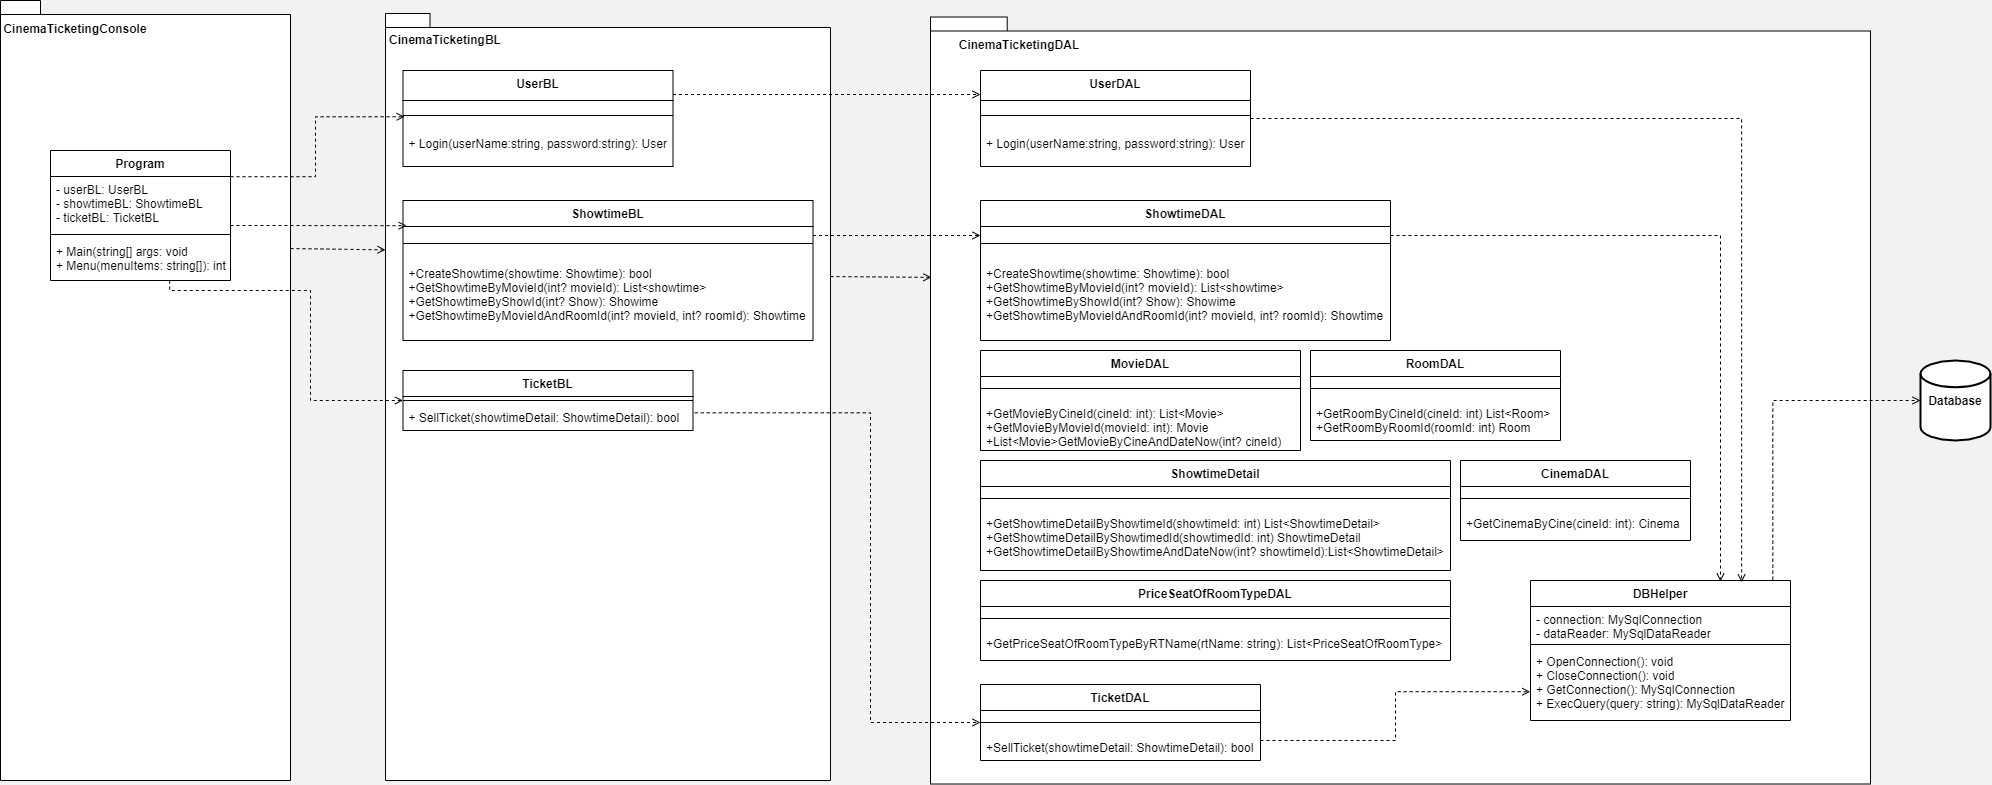 CinemaTicketingConsole
Program
- userBL: UserBL
- showtimeBL: ShowtimeBL
- ticketBL: TicketBL
+ Main(string[] args: void
+ Menu(menuItems: string[]): int
CinemaTicketingBL
UserBL
+ Login(userName:string, password:string): User
ShowtimeBL
+CreateShowtime(showtime: Showtime): bool
+GetShowtimeByMovieId(int? movieId): List<showtime>
+GetShowtimeByShowId(int? Show): Showime
+GetShowtimeByMovieIdAndRoomId(int? movieId, int? roomId): Showtime
TicketBL
+ SellTicket(showtimeDetail: ShowtimeDetail): bool
CinemaTicketingDAL
UserDAL
+ Login(userName:string, password:string): User
ShowtimeDAL
+CreateShowtime(showtime: Showtime): bool
+GetShowtimeByMovieId(int? movieId): List<showtime>
+GetShowtimeByShowId(int? Show): Showime
+GetShowtimeByMovieIdAndRoomId(int? movieId, int? roomId): Showtime
MovieDAL
+GetMovieByCineId(cineId: int): List<Movie>
+GetMovieByMovieId(movieId: int): Movie
+List<Movie>GetMovieByCineAndDateNow(int? cineId)
RoomDAL
+GetRoomByCineId(cineId: int) List<Room>
+GetRoomByRoomId(roomId: int) Room
ShowtimeDetail
+GetShowtimeDetailByShowtimeId(showtimeId: int) List<ShowtimeDetail>
+GetShowtimeDetailByShowtimedId(showtimedId: int) ShowtimeDetail
+GetShowtimeDetailByShowtimeAndDateNow(int? showtimeId):List<ShowtimeDetail>
CinemaDAL
+GetCinemaByCine(cineId: int): Cinema
PriceSeatOfRoomTypeDAL
+GetPriceSeatOfRoomTypeByRTName(rtName: string): List<PriceSeatOfRoomType>
TicketDAL
+SellTicket(showtimeDetail: ShowtimeDetail): bool
DBHelper
- connection: MySqlConnection
- dataReader: MySqlDataReader
+ OpenConnection(): void
+ CloseConnection(): void
+ GetConnection(): MySqlConnection
+ ExecQuery(query: string): MySqlDataReader
Database